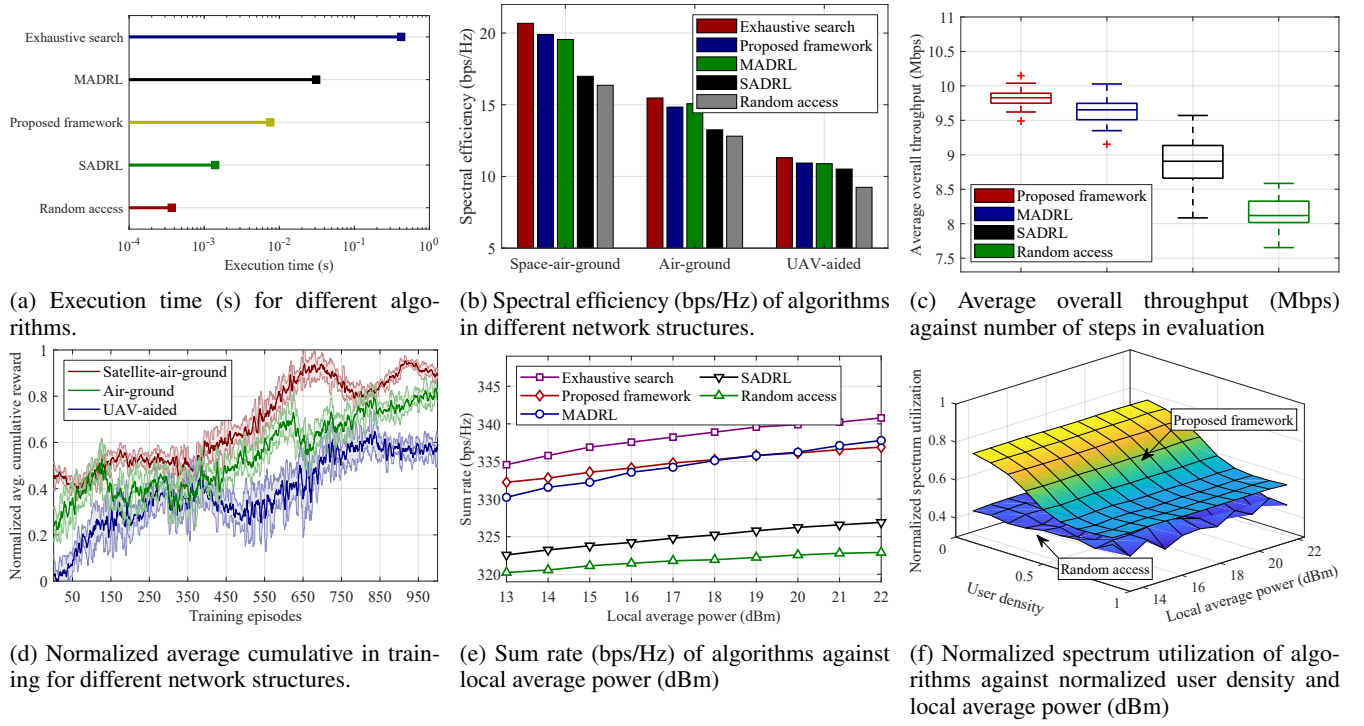 Exhaustive search
MADRL
Proposed framework
SADRL
Random access
10^-4
10^-3
10^-2
10^-1
10^0
Execution time (s)
(a) Execution time (s) for different algo-
rithms.
Spectral efficiency (bps/Hz)
20
15
10
5
Exhaustive search
Proposed framework
MADRL
SADRL
Random access
Space-air-ground
Air-ground
UAV-aided
(b) Spectral efficiency (bps/Hz) of algorithms
in different network structures.
Average overall throughput (Mbps)
11
10.5
10
9.5
9
8.5
8
7.5
Proposed framework
MADRL
SADRL
Random access
(c) Average overall throughput (Mbps)
against number of steps in evaluation
Normalized avg. cumulative reward
1
0.8
0.6
0.4
0.2
0
Satellite-air-ground
Air-ground
UAV-aided
50 150 250 350 450 550 650 750 850 950
Training episodes
(d) Normalized average cumulative in train-
ing for different network structures.
Sum rate (bps/Hz)
345
340
335
330
325
320
Exhaustive search
Proposed framework
MADRL
SADRL
Random access
13 14 15 16 17 18 19 20 21 22
Local average power (dBm)
(e) Sum rate (bps/Hz) of algorithms against
local average power (dBm)
Normalized spectrum utilization
1
0.8
0.6
0.4
Proposed framework
Random access
0
0.5
1
User density
14
16
18
20
22
Local average power (dBm)
(f) Normalized spectrum utilization of algo-
rithms against normalized user density and
local average power (dBm)